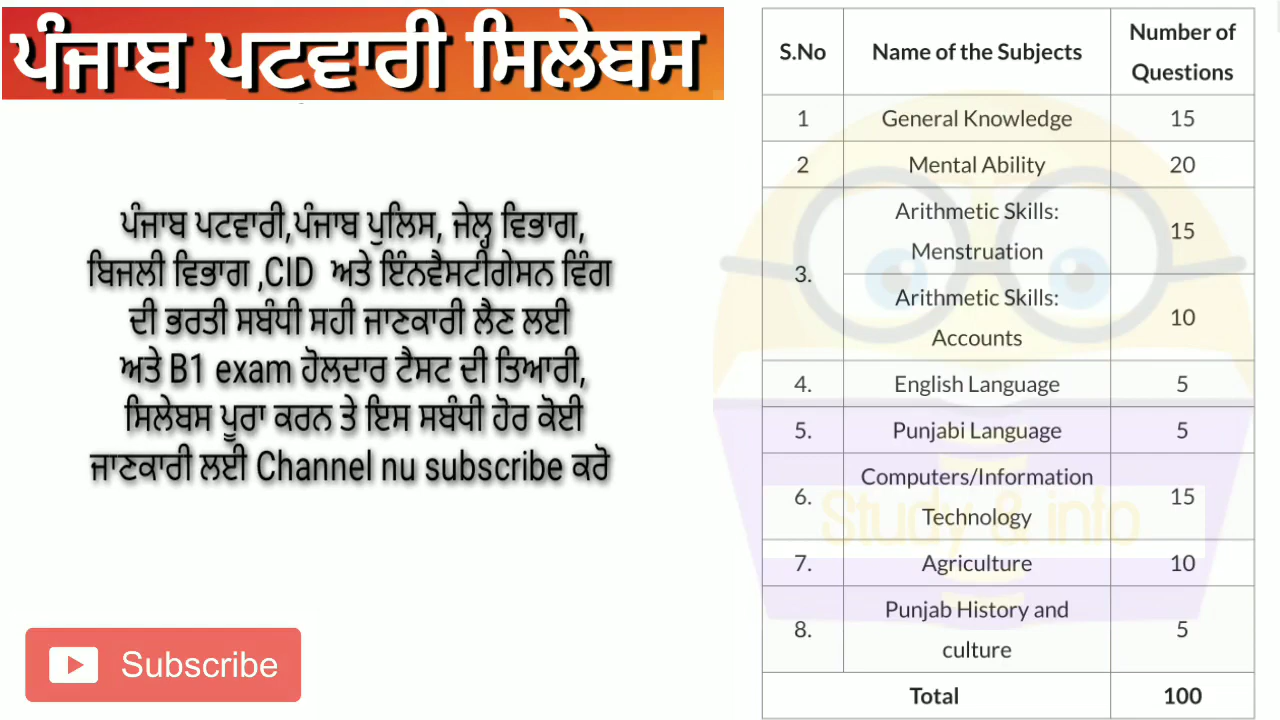 ਪੰਜਾਬ ਪਟਵਾਰੀ ਸਿਲੇਬਸ
ਪੰਜਾਬ ਪਟਵਾਰੀ,ਪੰਜਾਬ ਪੁਲਿਸ, ਜੇਲ੍ਹ ਵਿਭਾਗ,
ਬਿਜਲੀ ਵਿਭਾਗ ,CID ਅਤੇ ਇੰਨਵੈਸਟੀਗੇਸਨ ਵਿੰਗ
ਦੀ ਭਰਤੀ ਸਬੰਧੀ ਸਹੀ ਜਾਣਕਾਰੀ ਲੈਣ ਲਈ
ਅਤੇ B1 exam ਹੋਲਦਾਰ ਟੈਸਟ ਦੀ ਤਿਆਰੀ,
ਸਿਲੇਬਸ ਪੂਰਾ ਕਰਨ ਤੇ ਇਸ ਸਬੰਧੀ ਹੋਰ ਕੋਈ
ਜਾਣਕਾਰੀ ਲਈ Channel nu subscribe ਕਰੋ
Subscribe
S.No Name of the Subjects Number of
Questions
1 General Knowledge 15
2 Mental Ability 20
3. Arithmetic Skills:
Menstruation 15
Arithmetic Skills:
Accounts 10
4. English Language 5
5. Punjabi Language 5
6. Computers/Information
Technology 15
7. Agriculture 10
8. Punjab History and
culture 5
Total 100
Study & info